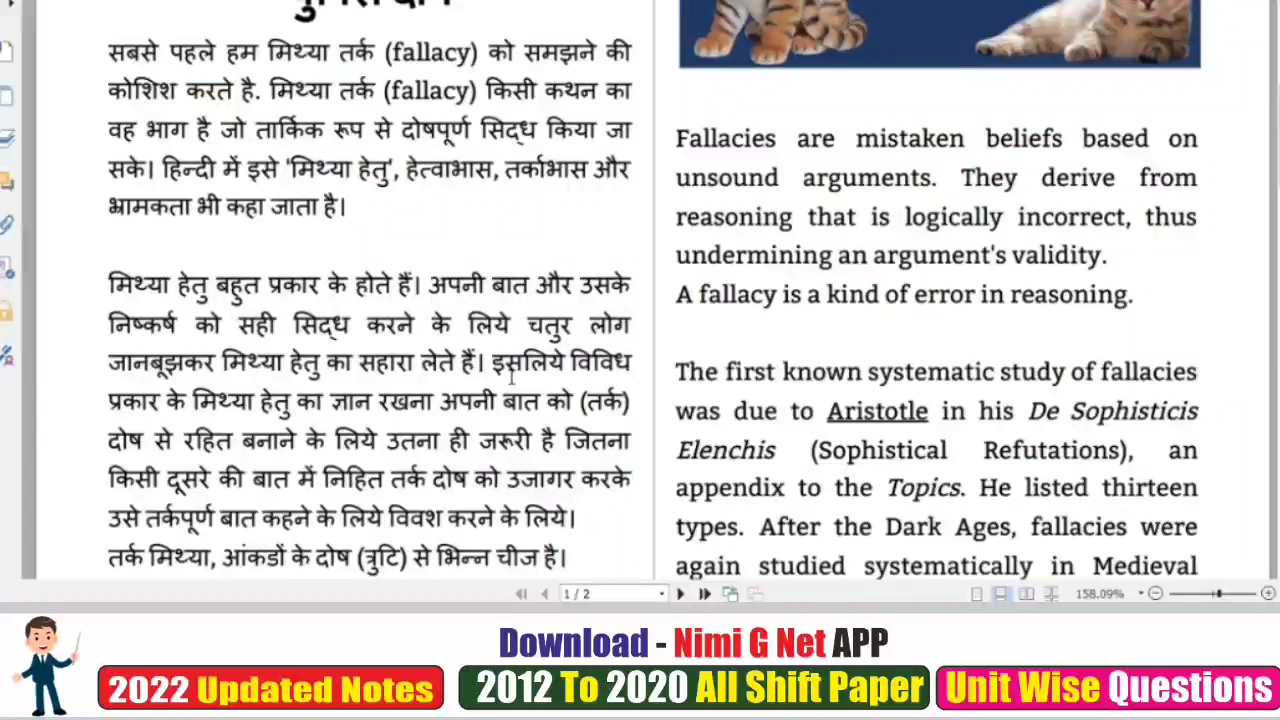 सबसे पहले हम मिथ्या तर्क (fallacy) को समझने की
कोशिश करते है. मिथ्या तर्क (fallacy) किसी कथन का
वह भाग है जो तार्किक रूप से दोषपूर्ण सिद्ध किया जा
सके। हिन्दी में इसे 'मिथ्या हेतु', हेत्वाभास, तर्काभास और
भ्रामकता भी कहा जाता है।
मिथ्या हेतु बहुत प्रकार के होते हैं। अपनी बात और उसके
निष्कर्ष को सही सिद्ध करने के लिये चतुर लोग
जानबूझकर मिथ्या हेतु का सहारा लेते हैं। इसलिये विविध
प्रकार के मिथ्या हेतु का ज्ञान रखना अपनी बात को (तर्क)
दोष से रहित बनाने के लिये उतना ही जरूरी है जितना
किसी दूसरे की बात में निहित तर्क दोष को उजागर करके
उसे तर्कपूर्ण बात कहने के लिये विवश करने के लिये।
तर्क मिथ्या, आंकडों के दोष (त्रुटि) से भिन्न चीज है।
Fallacies are mistaken beliefs based on
unsound arguments. They derive from
reasoning that is logically incorrect, thus
undermining an argument's validity.
A fallacy is a kind of error in reasoning.
The first known systematic study of fallacies
was due to Aristotle in his De Sophisticis
Elenchis (Sophistical Refutations), an
appendix to the Topics. He listed thirteen
types. After the Dark Ages, fallacies were
again studied systematically in Medieval
1 / 2
158.09%
Download - Nimi G Net APP
2022 Updated Notes
2012 To 2020 All Shift Paper
Unit Wise Questions